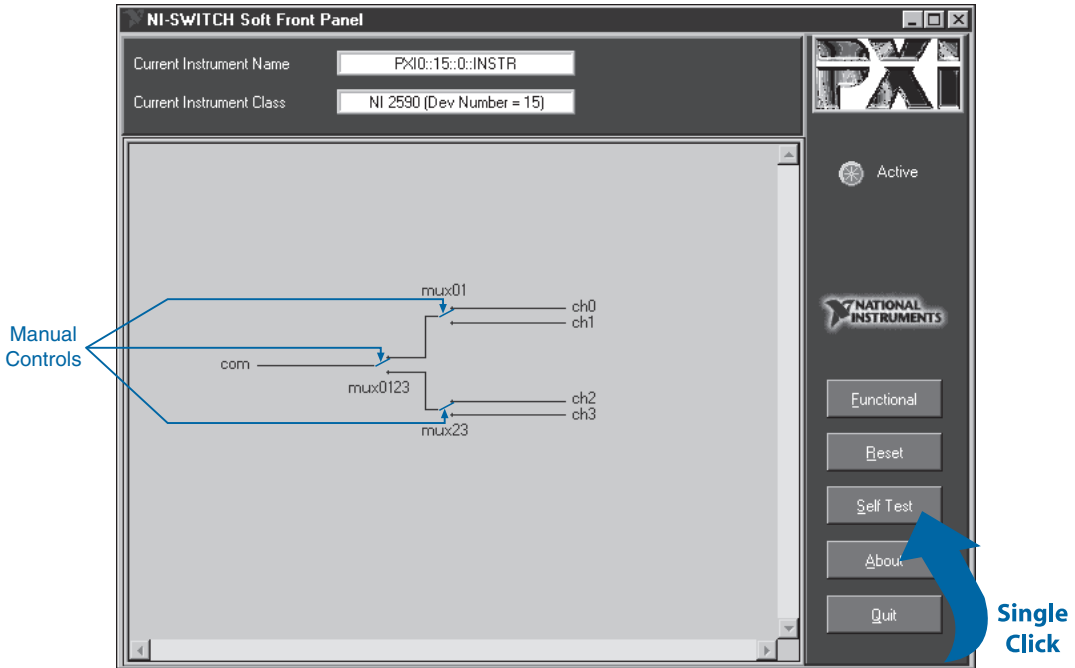 NI-SWITCH Soft Front Panel
Current Instrument Name
PXI0::15::0::INSTR
Current Instrument Class
NI 2590 (Dev Number = 15)
PXI
Active
NATIONAL
INSTRUMENTS
mux01
ch0
ch1
Manual
Controls
com
mux0123
ch2
ch3
mux23
Functional
Reset
Self Test
About
Quit
Single
Click